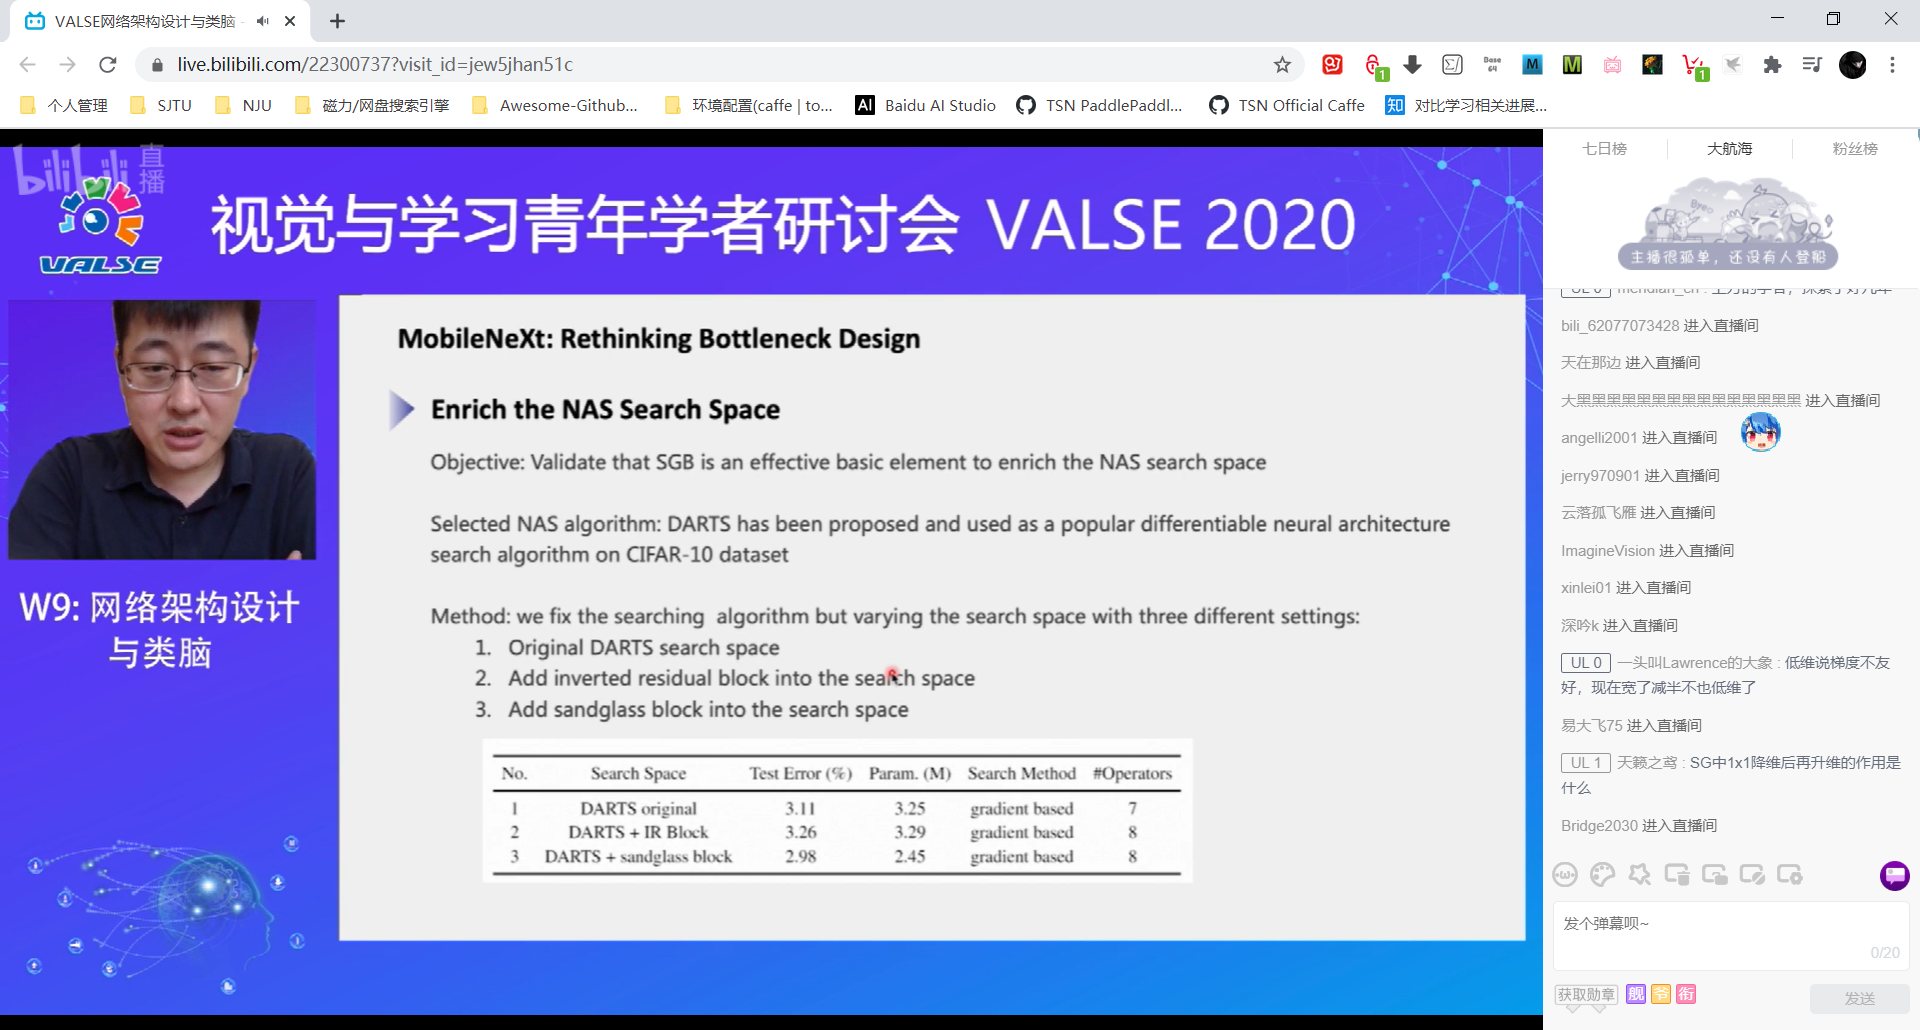 VALSE网络架构设计与类脑
live.bilibili.com/22300737?visit_id=jew5jhan51c
1
Base 64
M
M
1
个人管理
SJTU
NJU
磁力/网盘搜索引擎
Awesome-Github...
环境配置(caffe | to...
AI Baidu AI Studio
TSN PaddlePaddl...
TSN Official Caffe
知 对比学习相关进展...
bilibili 直播
VALSE
视觉与学习青年学者研讨会 VALSE 2020
W9: 网络架构设计
与类脑
MobileNeXt: Rethinking Bottleneck Design
Enrich the NAS Search Space
Objective: Validate that SGB is an effective basic element to enrich the NAS search space
Selected NAS algorithm: DARTS has been proposed and used as a popular differentiable neural architecture
search algorithm on CIFAR-10 dataset
Method: we fix the searching algorithm but varying the search space with three different settings:
1. Original DARTS search space
2. Add inverted residual block into the search space
3. Add sandglass block into the search space
No. Search Space Test Error (%) Param. (M) Search Method #Operators
1 DARTS original 3.11 3.25 gradient based 7
2 DARTS + IR Block 3.26 3.29 gradient based 8
3 DARTS + sandglass block 2.98 2.45 gradient based 8
七日榜 大航海 粉丝榜
主播很孤单，还没有人登船
bili_62077073428 进入直播间
天在那边 进入直播间
大黑黑黑黑黑黑黑黑黑黑黑黑黑黑黑 进入直播间
angelli2001 进入直播间
jerry970901 进入直播间
云落孤飞雁 进入直播间
ImagineVision 进入直播间
xinlei01 进入直播间
深吟k 进入直播间
UL 0 一头叫Lawrence的大象 : 低维说梯度不友
好，现在宽了减半不也低维了
易大飞75 进入直播间
UL 1 天籁之鸢 : SG中1x1降维后再升维的作用是
什么
Bridge2030 进入直播间
发个弹幕呗~
0/20
获取勋章 舰 爷 衔
发送